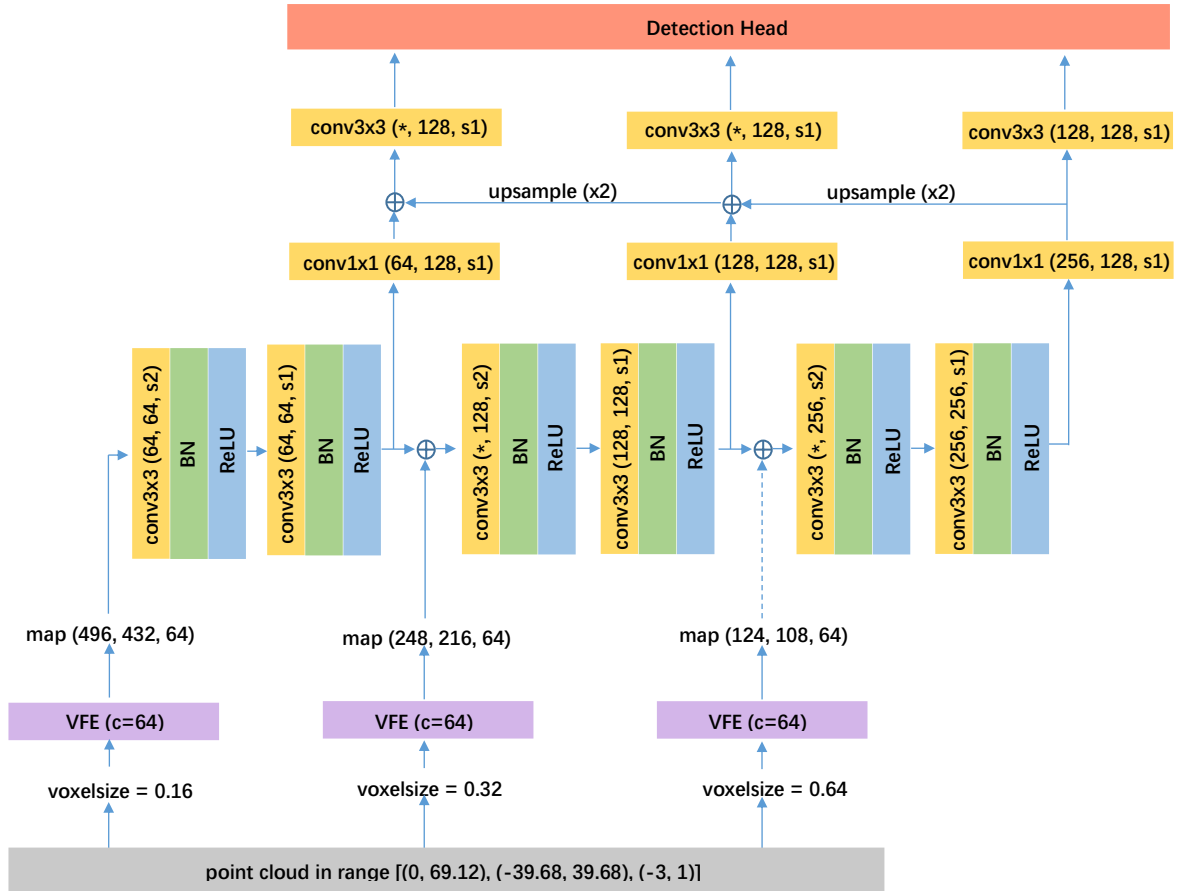 Detection Head
conv3x3 (*, 128, s1)
conv3x3 (*, 128, s1)
conv3x3 (128, 128, s1)
upsample (x2)
upsample (x2)
conv1x1 (64, 128, s1)
conv1x1 (128, 128, s1)
conv1x1 (256, 128, s1)
conv3x3 (64, 64, s2)
BN
ReLU
conv3x3 (64, 64, s1)
BN
ReLU
conv3x3 (*, 128, s2)
BN
ReLU
conv3x3 (128, 128, s1)
BN
ReLU
conv3x3 (*, 256, s2)
BN
ReLU
conv3x3 (256, 256, s1)
BN
ReLU
map (496, 432, 64)
map (248, 216, 64)
map (124, 108, 64)
VFE (c=64)
VFE (c=64)
VFE (c=64)
voxelsize = 0.16
voxelsize = 0.32
voxelsize = 0.64
point cloud in range [(0, 69.12), (-39.68, 39.68), (-3, 1)]